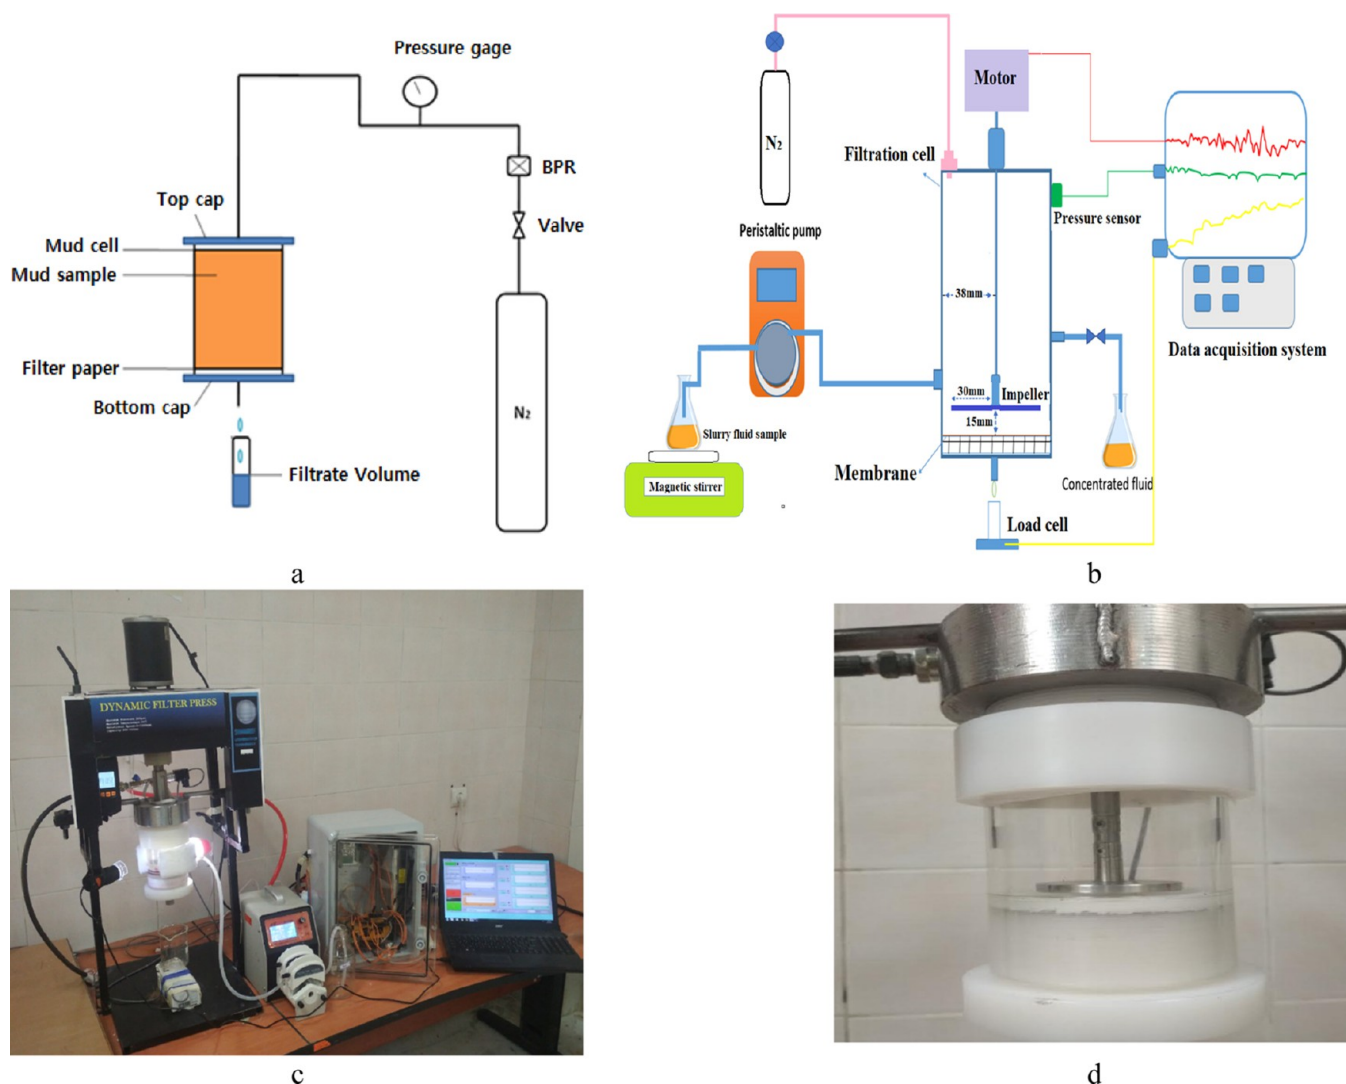 Pressure gage
BPR
Valve
Top cap
Mud cell
Mud sample
Filter paper
Bottom cap
Filtrate Volume
N₂
a
N₂
Motor
Filtration cell
Pressure sensor
Peristaltic pump
38mm
Data acquisition system
30mm
Impeller
15mm
Slurry fluid sample
Magnetic stirrer
Membrane
Concentrated fluid
Load cell
b
DYNAMIC FILTER PRESS
c
d